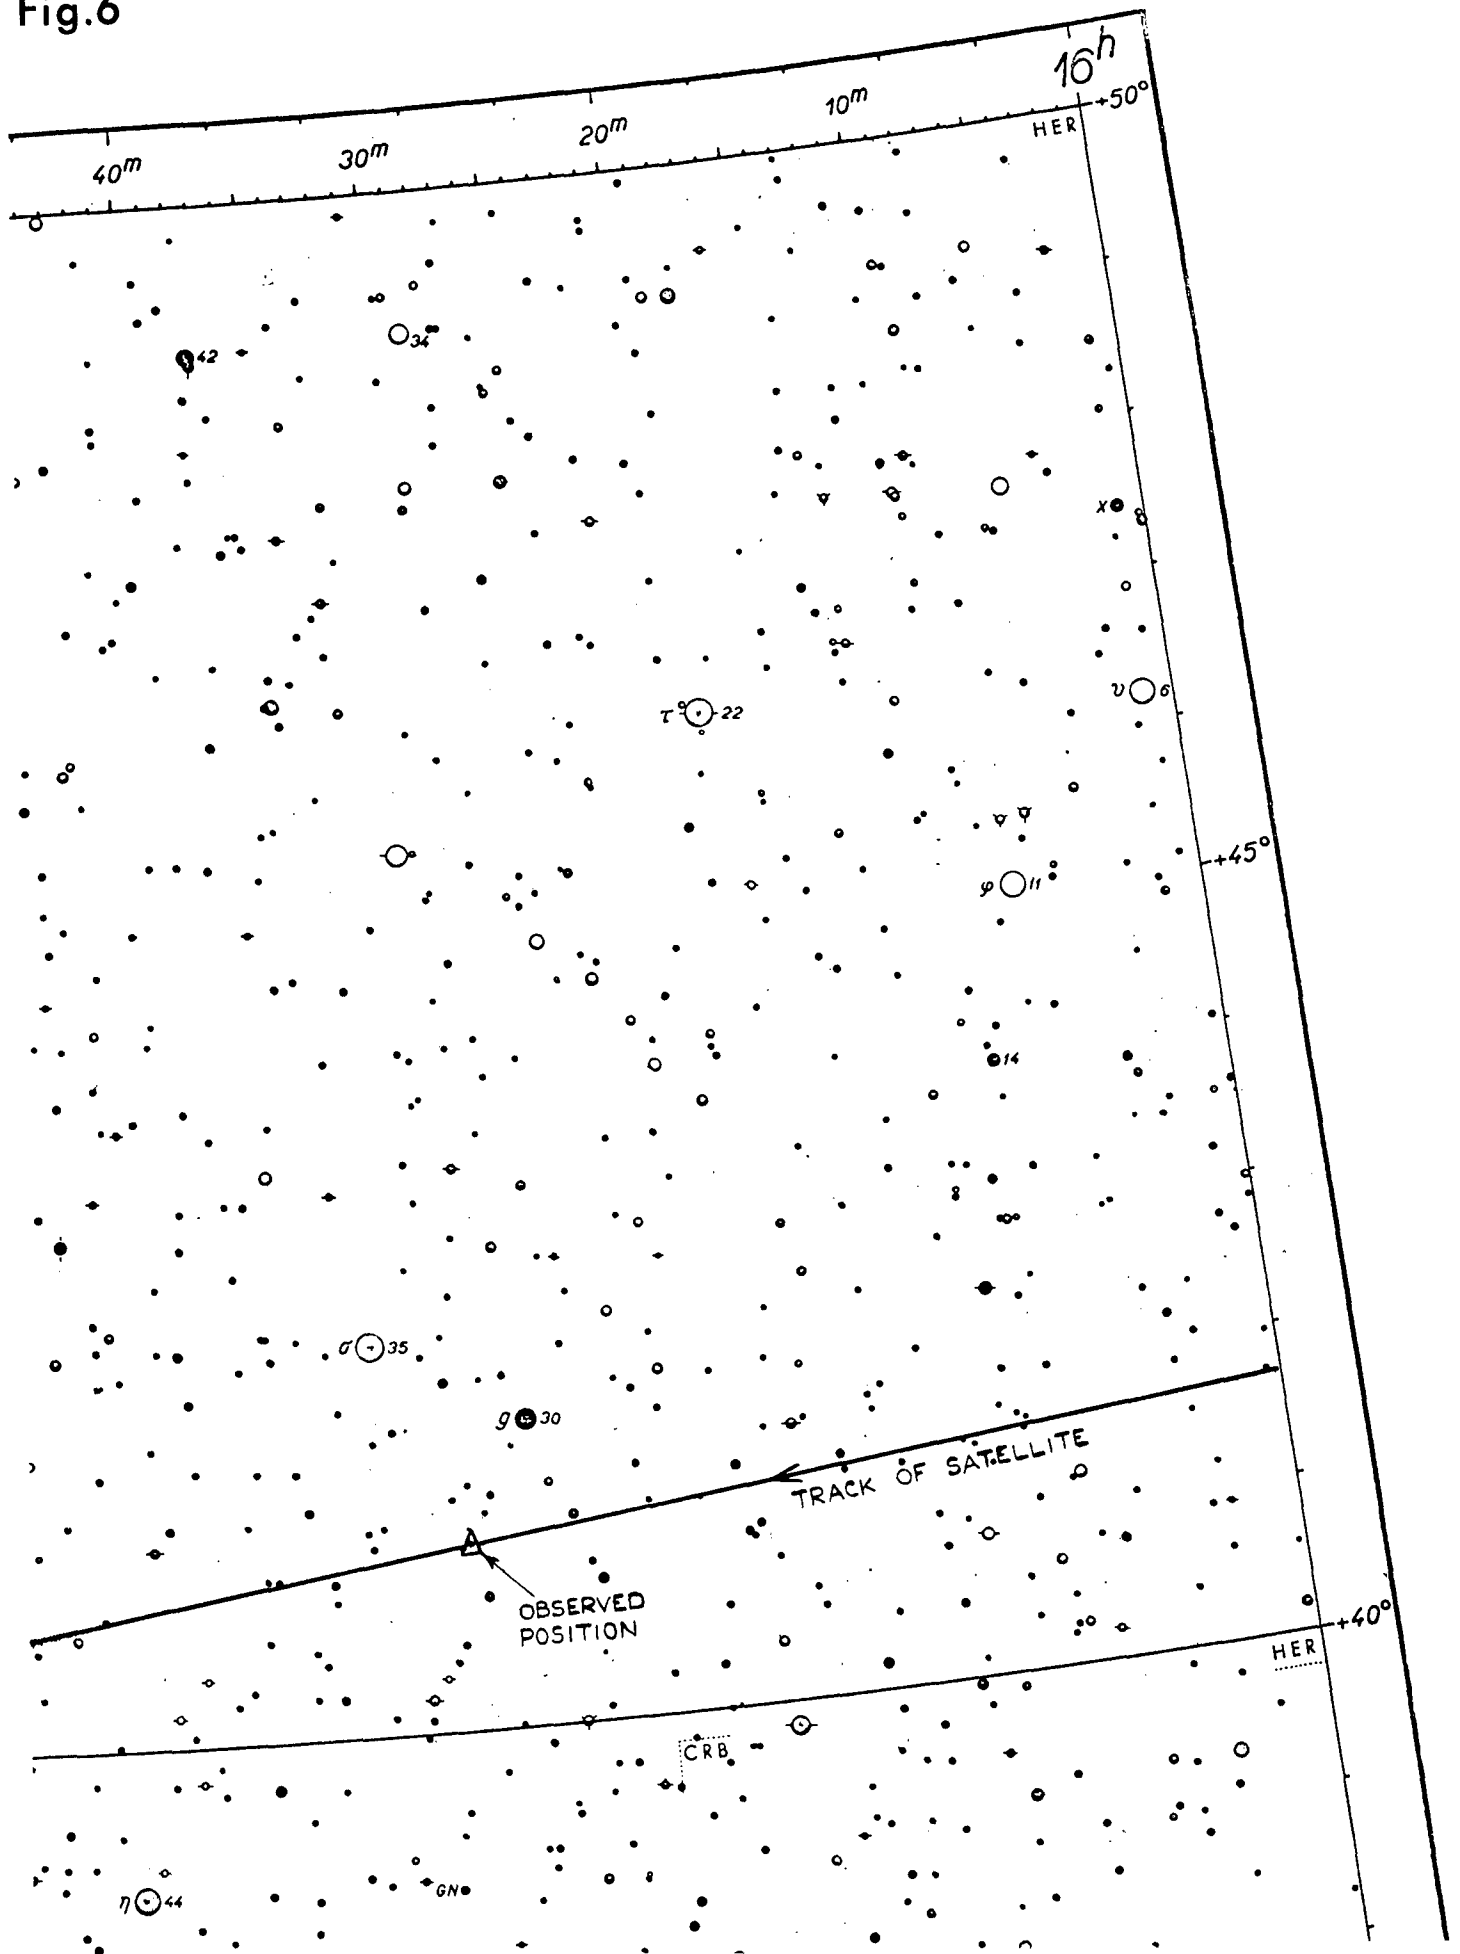 Fig.6
16h
+50°
HER
10m
20m
30m
40m
34
42
x
υ 6
τ 22
+45°
φ 11
14
σ 35
g 30
TRACK OF SATELLITE
OBSERVED
POSITION
+40°
HER
CRB
GN
η 44